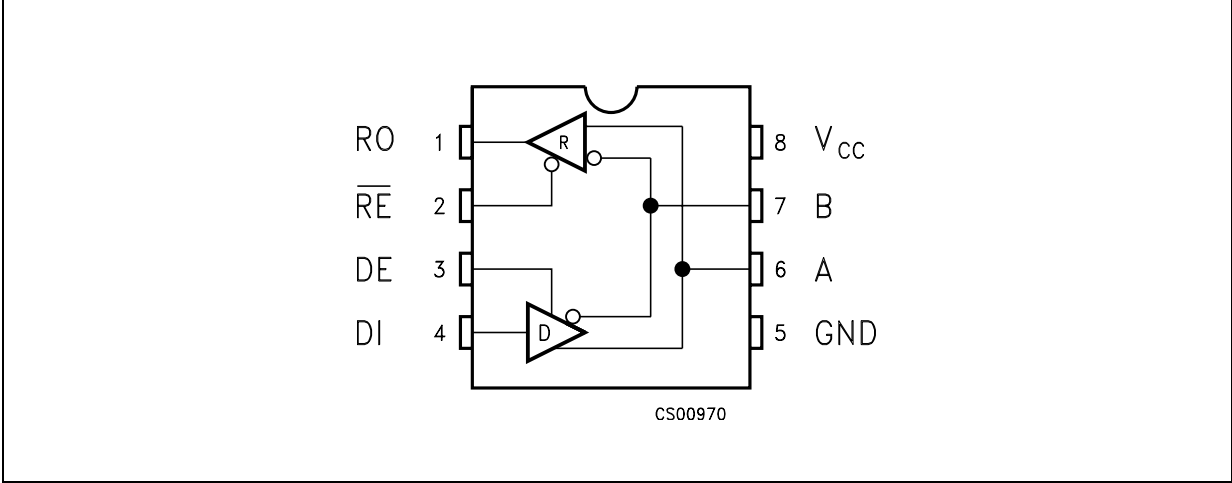 RO 1 R 8 VCC
RE 2 7 B
DE 3 6 A
DI 4 D 5 GND
CS00970